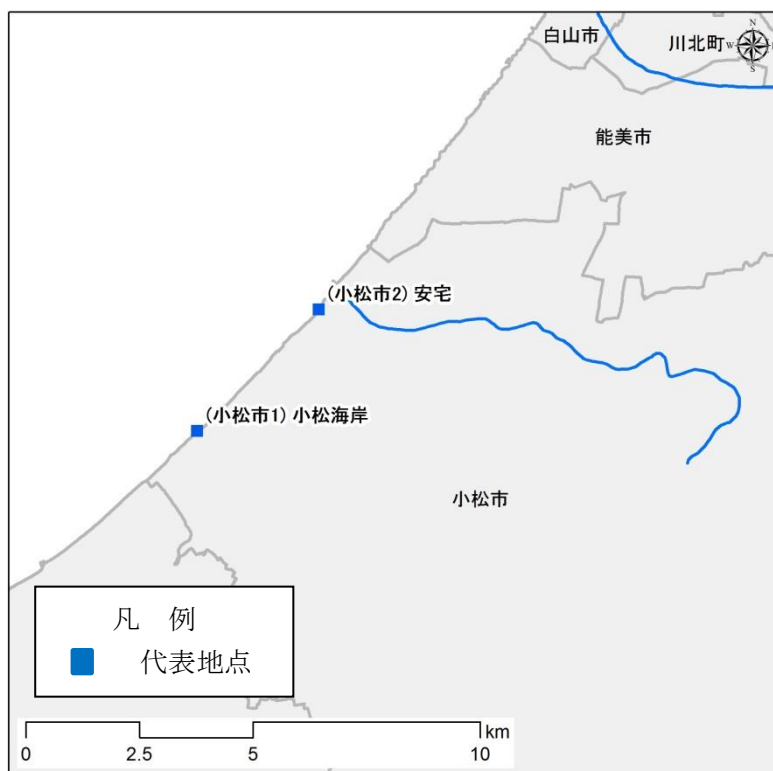 白山市
川北町
N
W
S
能美市
(小松市2) 安宅
(小松市1) 小松海岸
小松市
凡 例
代表地点
km
0 2.5 5 10